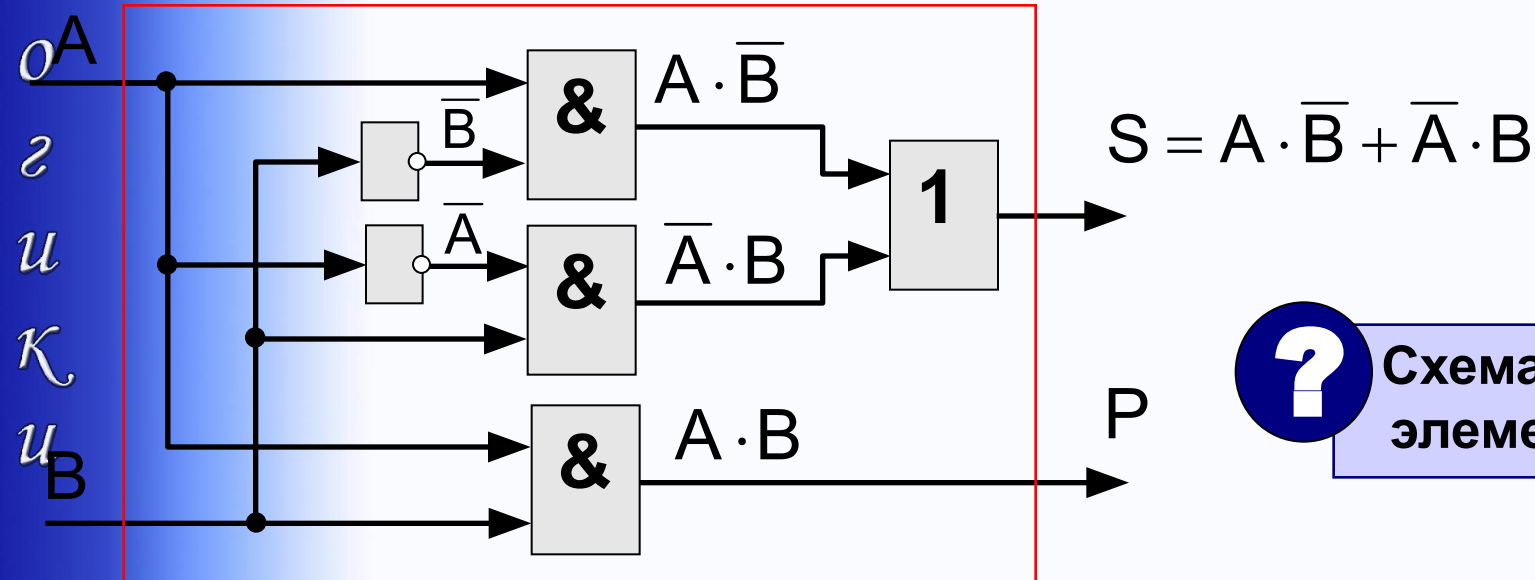 о
г
и
к
и
A
B
B̅
A̅
&
&
&
A · B̅
A̅ · B
A · B
1
S = A · B̅ + A̅ · B
P
?
Схема
элеме